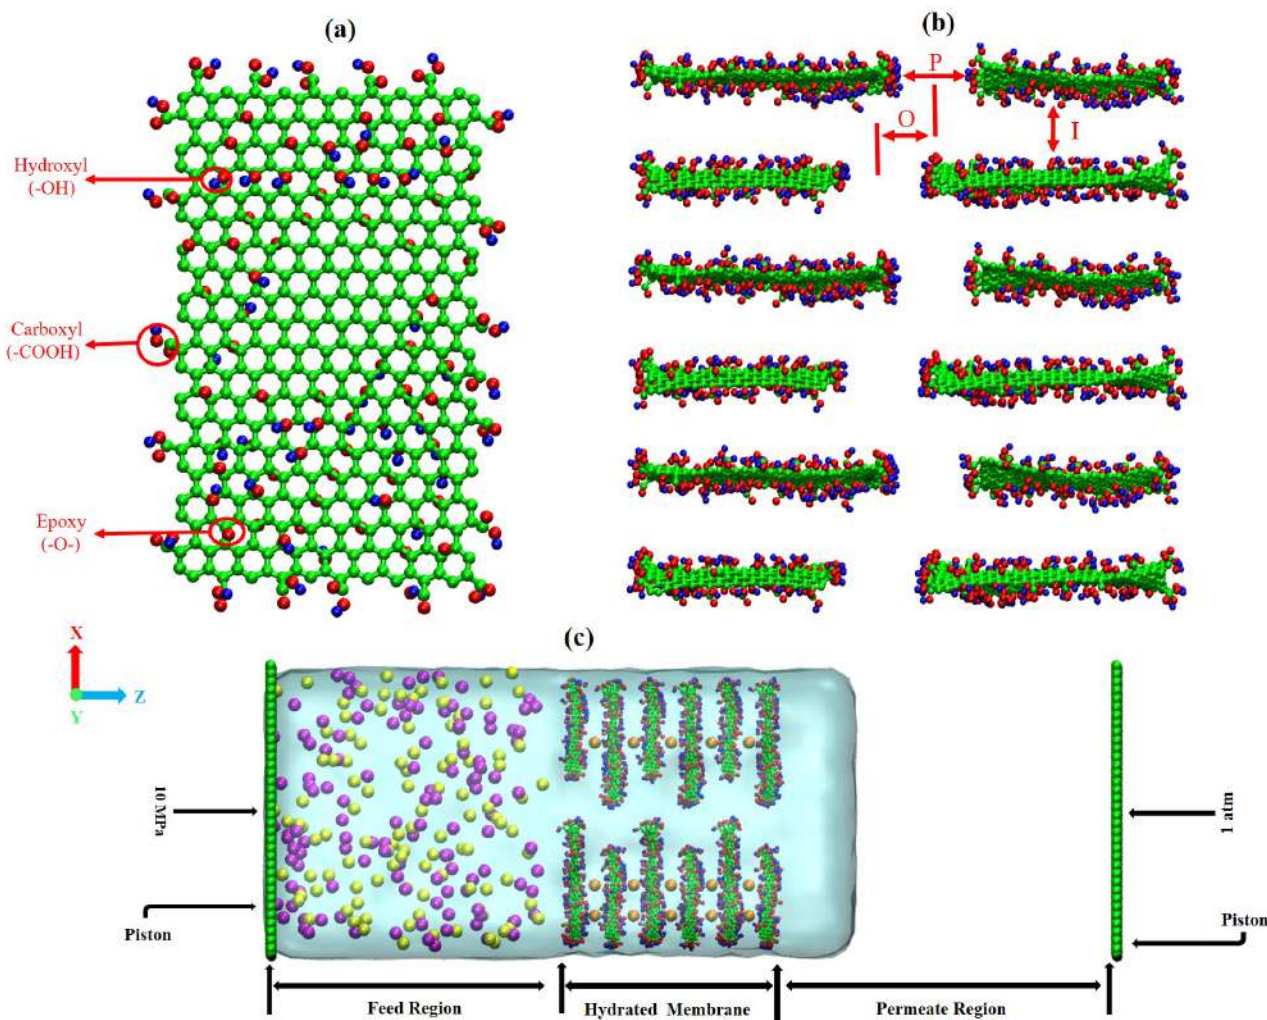 (a)
(b)
P
O
I
Hydroxyl
(-OH)
Carboxyl
(-COOH)
Epoxy
(-O-)
(c)
X
Z
Y
10 MPa
1 atm
Piston
Piston
Feed Region
Hydrated Membrane
Permeate Region